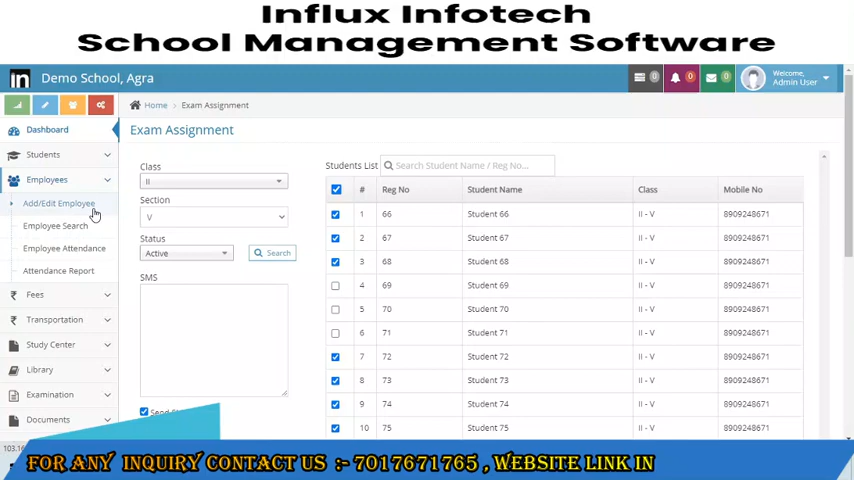 Influx Infotech
School Management Software
in Demo School, Agra
0 0 0 Welcome, Admin User
Home > Exam Assignment
Dashboard
Exam Assignment
Students
Employees
Add/Edit Employee
Employee Search
Employee Attendance
Attendance Report
Fees
Transportation
Study Center
Library
Examination
Documents
Class
II
Section
V
Status
Active
Search
SMS
Students List Search Student Name / Reg No...
# Reg No Student Name Class Mobile No
1 66 Student 66 II - V 8909248671
2 67 Student 67 II - V 8909248671
3 68 Student 68 II - V 8909248671
4 69 Student 69 II - V 8909248671
5 70 Student 70 II - V 8909248671
6 71 Student 71 II - V 8909248671
7 72 Student 72 II - V 8909248671
8 73 Student 73 II - V 8909248671
9 74 Student 74 II - V 8909248671
10 75 Student 75 II - V 8909248671
FOR ANY INQUIRY CONTACT US :- 7017671765 , WEBSITE LINK IN